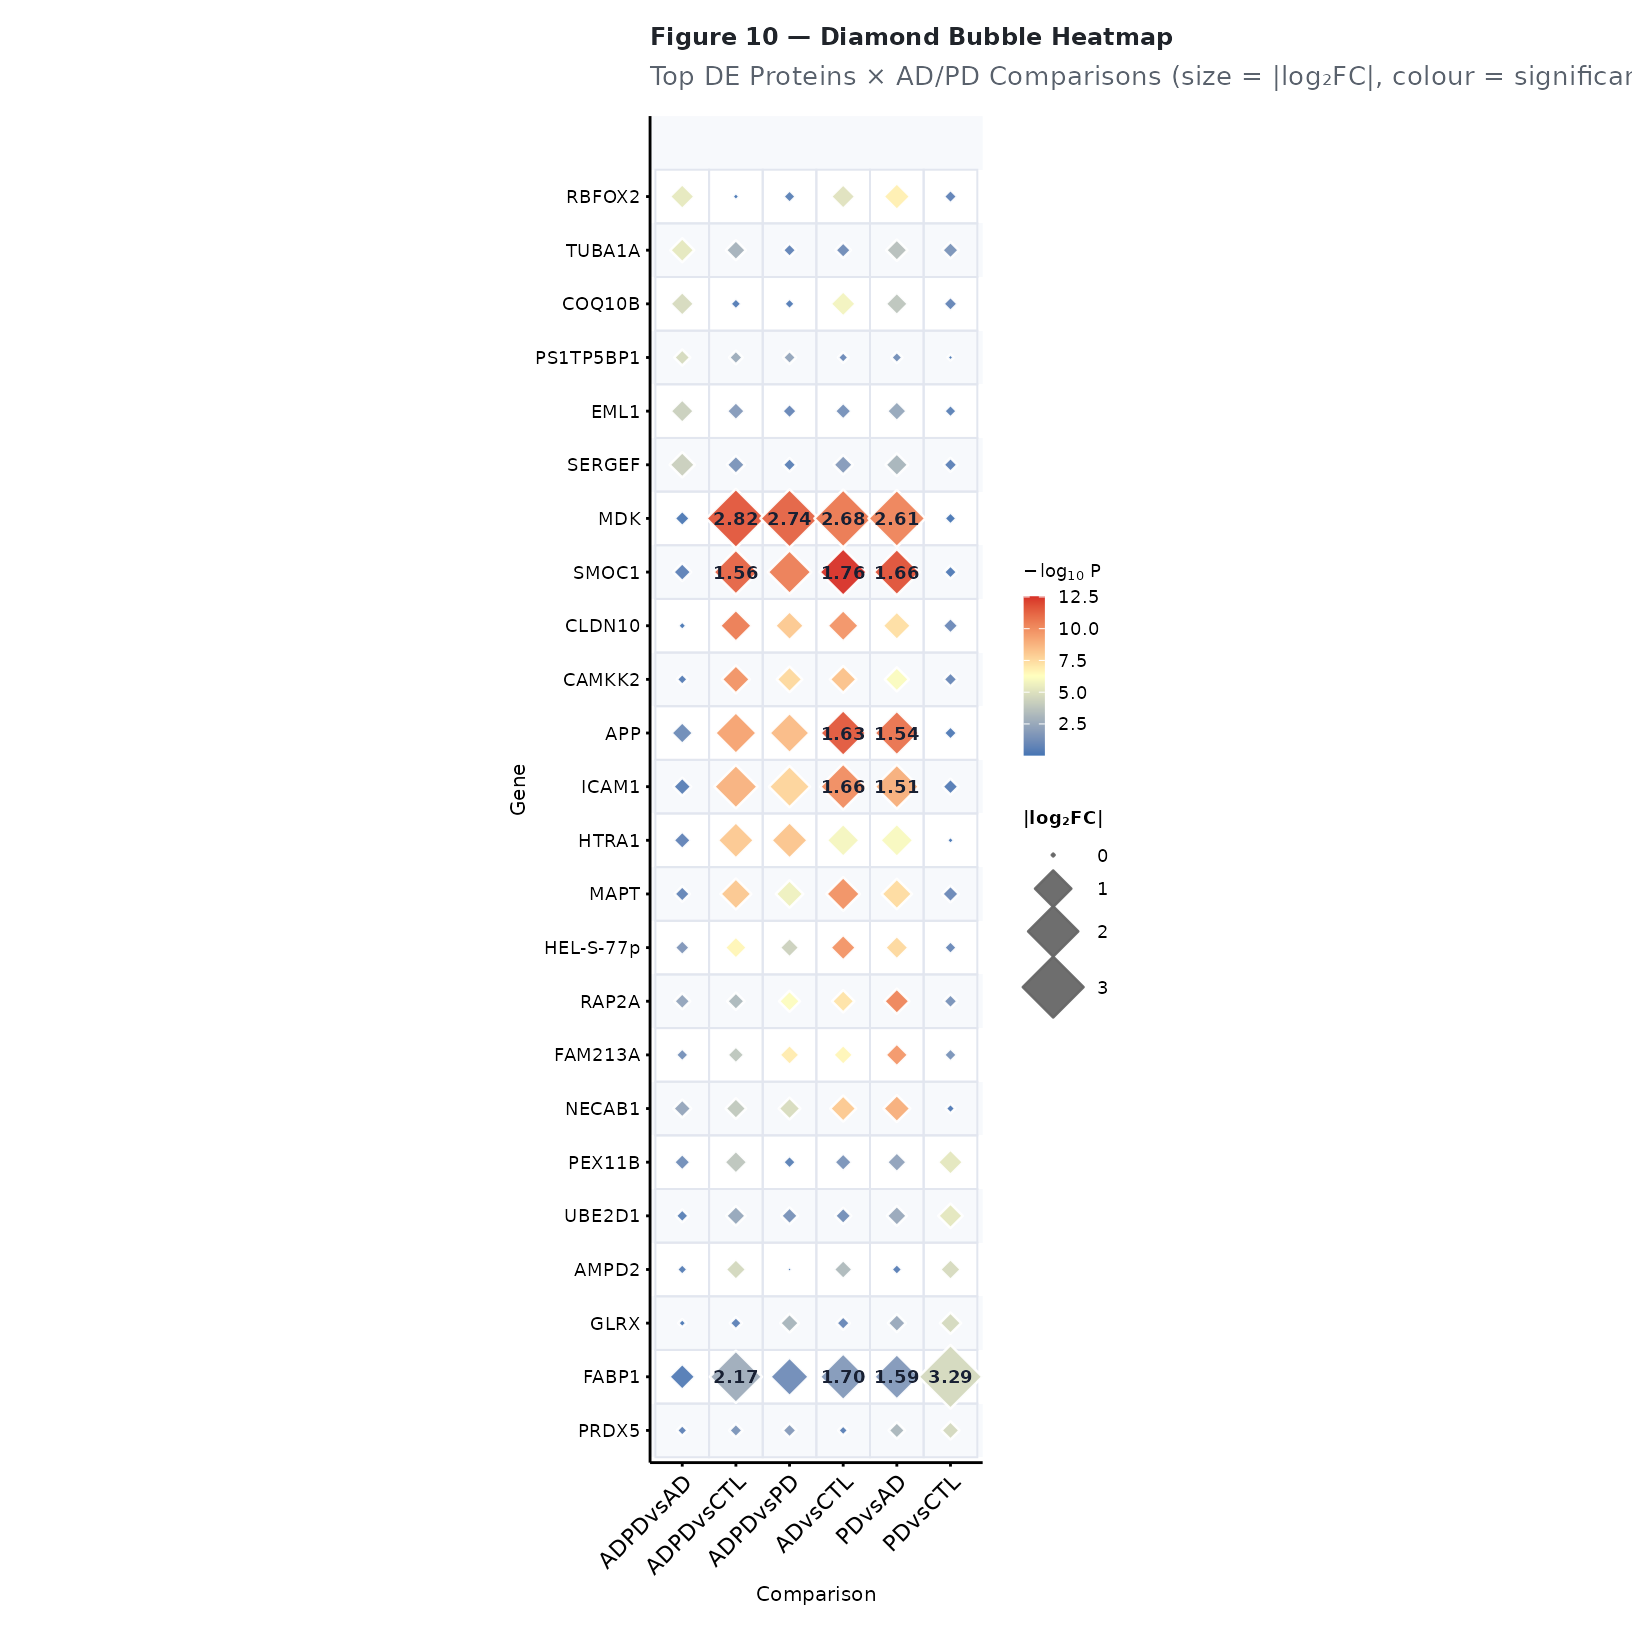 Figure 10 — Diamond Bubble Heatmap
Top DE Proteins × AD/PD Comparisons (size = |log₂FC|, colour =
RBFOX2
TUBA1A
COQ10B
PS1TP5BP1
EML1
SERGEF
MDK 2.82 2.74 2.68 2.61
SMOC1 1.56 1.76 1.66
CLDN10
CAMKK2
APP 1.63 1.54
ICAM1 1.66 1.51
HTRA1
MAPT
HEL-S-77p
RAP2A
FAM213A
NECAB1
PEX11B
UBE2D1
AMPD2
GLRX
FABP1 2.17 1.70 1.59 3.29
PRDX5
Gene
ADPDvsAD
ADPDvsCTL
ADPDvsPD
ADvsCTL
PDvsAD
PDvsCTL
Comparison
−log₁₀ P
12.5
10.0
7.5
5.0
2.5
|log₂FC|
0
1
2
3